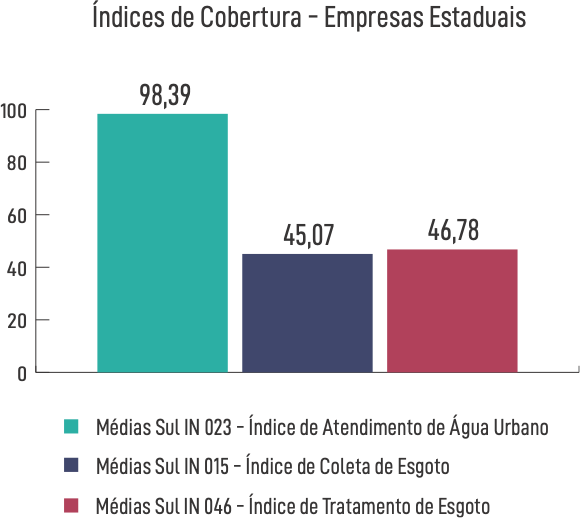 Índices de Cobertura - Empresas Estaduais
98,39
100
80
60
45,07
46,78
40
20
0
Médias Sul IN 023 - Índice de Atendimento de Água Urbano
Médias Sul IN 015 - Índice de Coleta de Esgoto
Médias Sul IN 046 - Índice de Tratamento de Esgoto